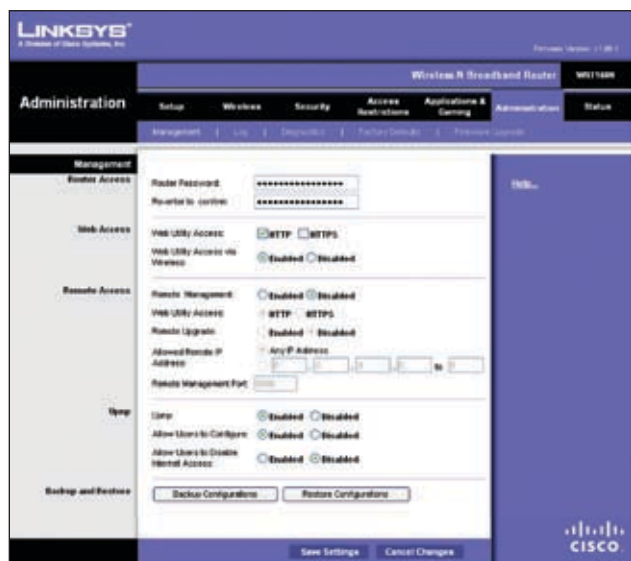 LINKSYS®
A Division of Cisco Systems, Inc.
Firmware Version:
Wireless-N Broadband Router
WRT160N
Administration
Setup
Wireless
Security
Access Restrictions
Applications & Gaming
Administration
Status
Management | Log | Diagnostics | Factory Defaults | Firmware Upgrade
Management
Router Access
Router Password:
Re-enter to confirm:
Help...
Web Access
Web Utility Access: HTTP HTTPS
Web Utility Access via Wireless: Enabled Disabled
Remote Access
Remote Management: Enabled Disabled
Web Utility Access: HTTP HTTPS
Remote Upgrade: Enabled Disabled
Allowed Remote IP Address: Any IP Address
to
Remote Management Port:
Upnp
Upnp: Enabled Disabled
Allow Users to Configure: Enabled Disabled
Allow Users to Disable Internet Access: Enabled Disabled
Backup and Restore
Backup Configurations
Restore Configurations
Save Settings
Cancel Changes
CISCO